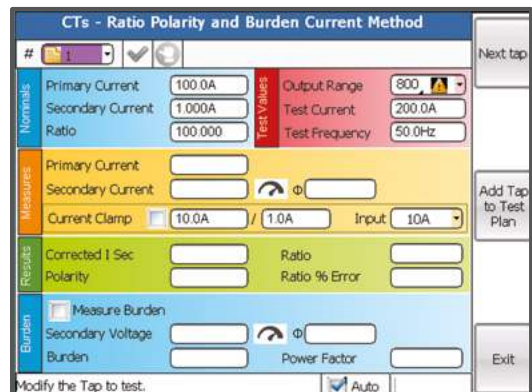 CTs - Ratio Polarity and Burden Current Method
# 1
Next tap
Nominals
Primary Current 100.0A
Secondary Current 1.000A
Ratio 100.000
Test Values
Output Range 800
Test Current 200.0A
Test Frequency 50.0Hz
Measures
Primary Current
Secondary Current Φ
Current Clamp 10.0A / 1.0A Input 10A
Add Tap
to Test
Plan
Results
Corrected I Sec Ratio
Polarity Ratio % Error
Burden
Measure Burden
Secondary Voltage Φ
Burden Power Factor
Exit
Modify the Tap to test. Auto